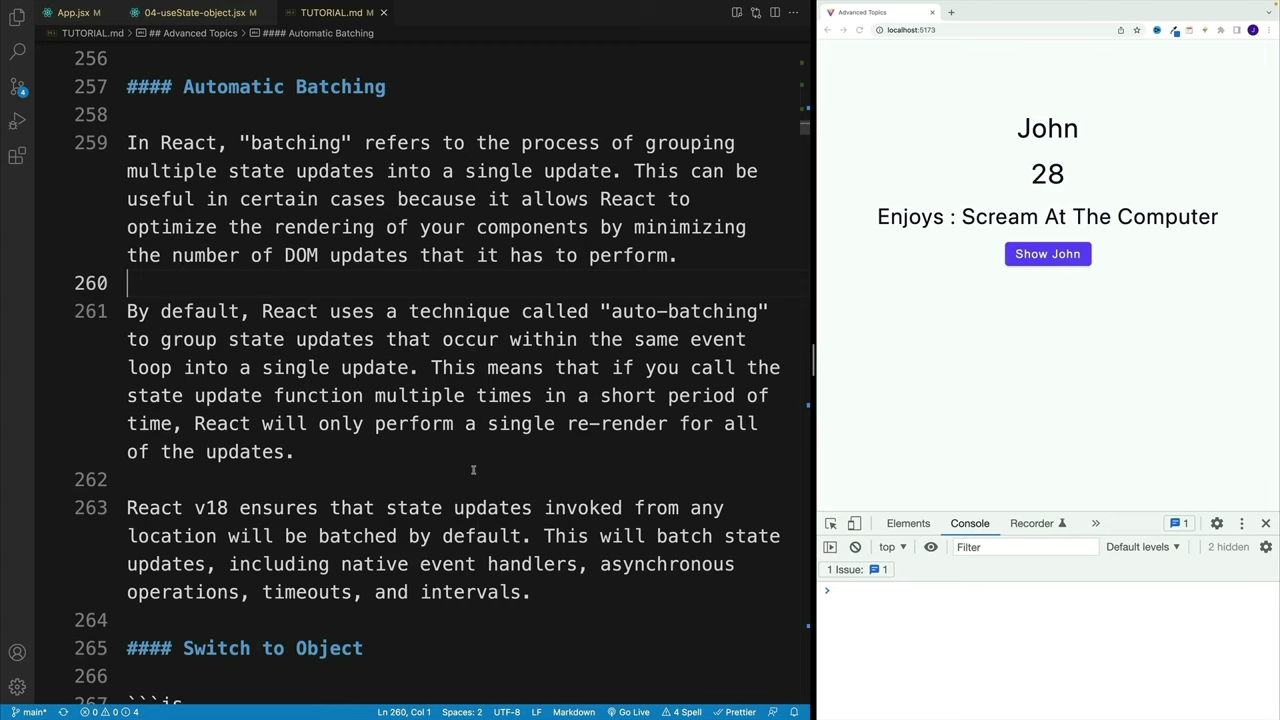 App.jsx M
04-useState-object.jsx M
TUTORIAL.md M
TUTORIAL.md > ## Advanced topics > #### Automatic Batching
256
257 #### Automatic Batching
258
259 In React, "batching" refers to the process of grouping
multiple state updates into a single update. This can be
useful in certain cases because it allows React to
optimize the rendering of your components by minimizing
the number of DOM updates that it has to perform.
260
261 By default, React uses a technique called "auto-batching"
to group state updates that occur within the same event
loop into a single update. This means that if you call the
state update function multiple times in a short period of
time, React will only perform a single re-render for all
of the updates.
262
263 React v18 ensures that state updates invoked from any
location will be batched by default. This will batch state
updates, including native event handlers, asynchronous
operations, timeouts, and intervals.
264
265 #### Switch to Object
266
267 ```js
4
main*
0 0 4
Ln 260, Col 1
Spaces: 2
UTF-8
LF
Markdown
Go Live
4 Spell
Prettier
Advanced Topics
localhost:5173
J
John
28
Enjoys : Scream At The Computer
Show John
Elements
Console
Recorder
»
1
top
Filter
Default levels
2 hidden
1 Issue: 1